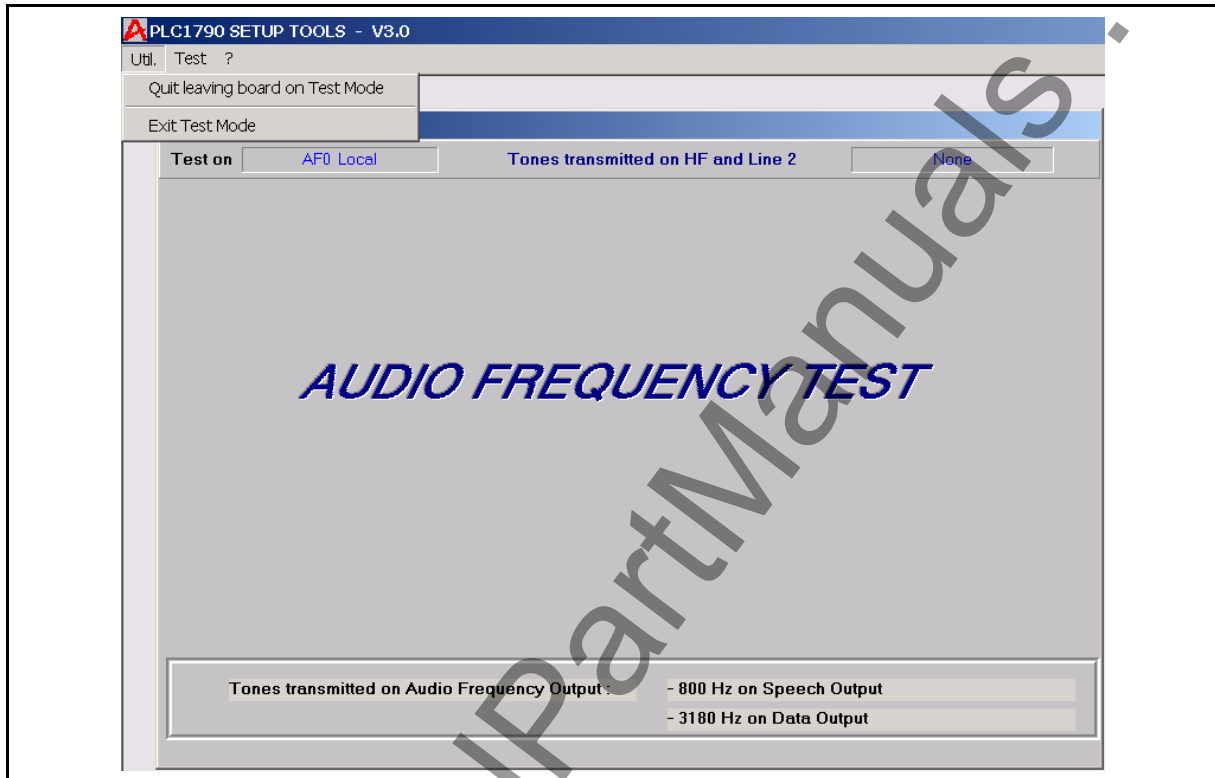 PLC1790 SETUP TOOLS - V3.0
Util. Test ?
Quit leaving board on Test Mode
Exit Test Mode
Test on AF0 Local Tones transmitted on HF and Line 2 None
AUDIO FREQUENCY TEST
Tones transmitted on Audio Frequency Output : - 800 Hz on Speech Output
- 3180 Hz on Data Output